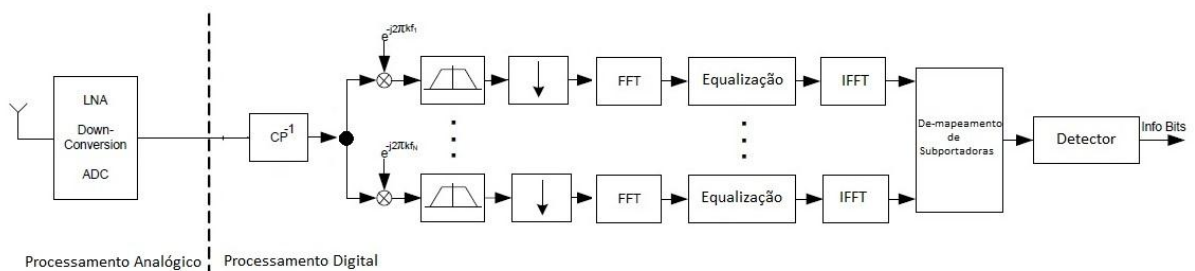 LNA
Down-
Conversion
ADC
CP-1
e-j2πkf1
FFT
Equalização
IFFT
e-j2πkfN
FFT
Equalização
IFFT
De-mapeamento
de
Subportadoras
Detector
Info Bits
Processamento Analógico
Processamento Digital